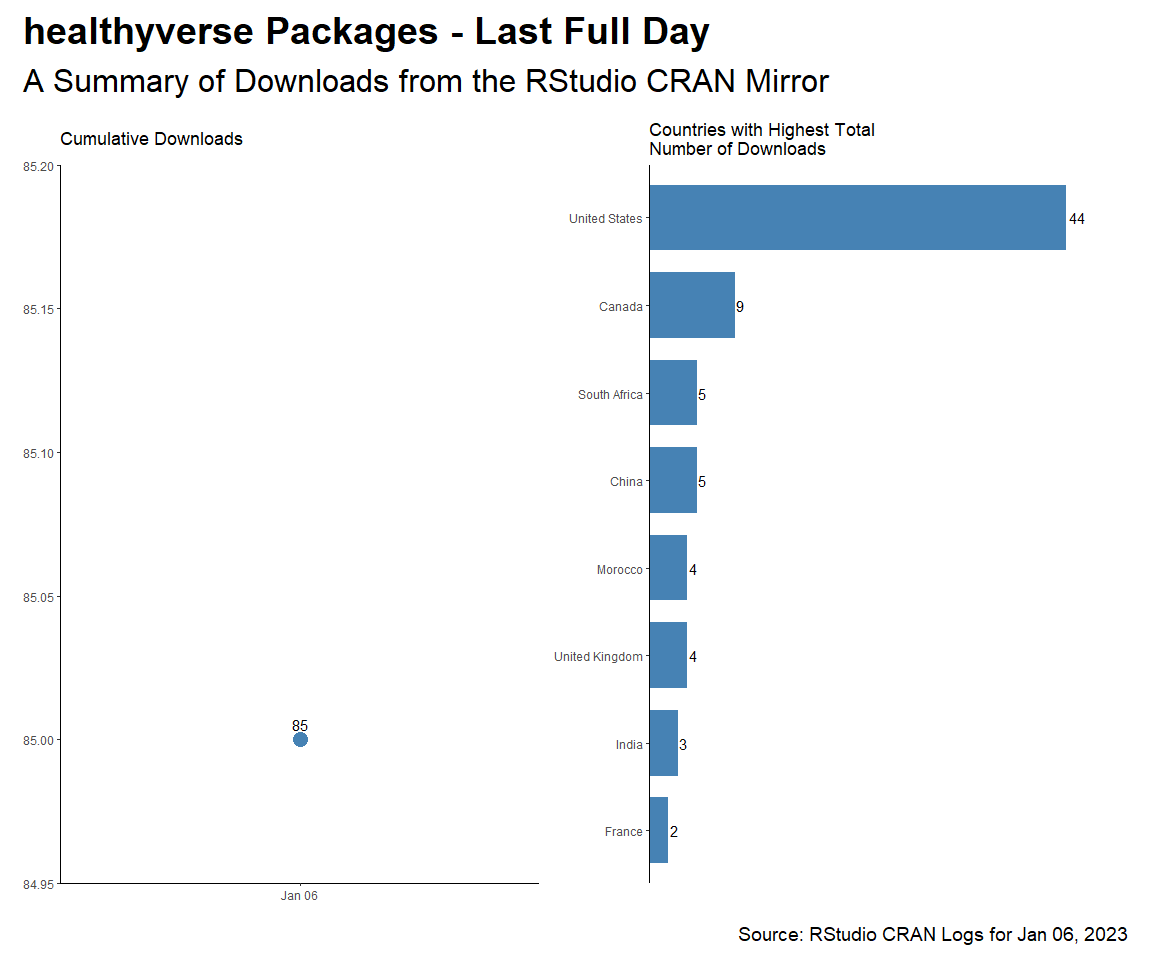 healthyverse Packages - Last Full Day
A Summary of Downloads from the RStudio CRAN Mirror
Cumulative Downloads
85.20
85.15
85.10
85.05
85.00
84.95
85
Jan 06
Countries with Highest Total
Number of Downloads
United States 44
Canada 9
South Africa 5
China 5
Morocco 4
United Kingdom 4
India 3
France 2
Source: RStudio CRAN Logs for Jan 06, 2023